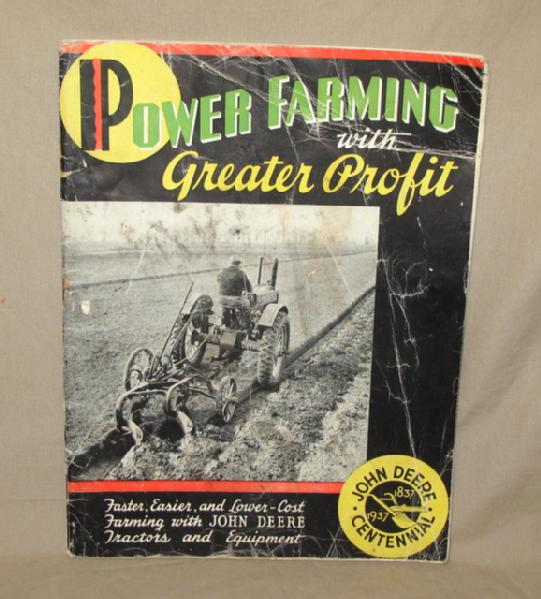 POWER FARMING
with
Greater Profit
Faster, Easier, and Lower-Cost
Farming with JOHN DEERE
Tractors and Equipment
JOHN DEERE
1837
1937
CENTENNIAL